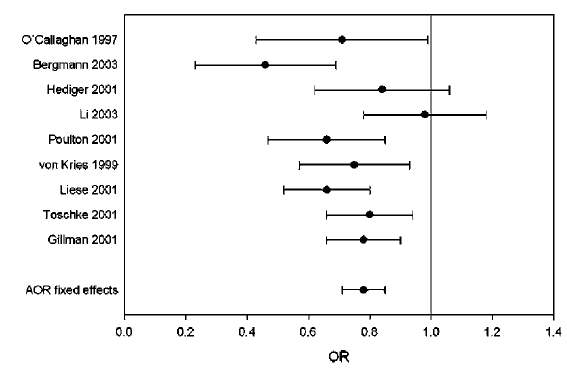 O'Callaghan 1997
Bergmann 2003
Hediger 2001
Li 2003
Poulton 2001
von Kries 1999
Liese 2001
Toschke 2001
Gillman 2001
AOR fixed effects
0.0 0.2 0.4 0.6 0.8 1.0 1.2 1.4
OR